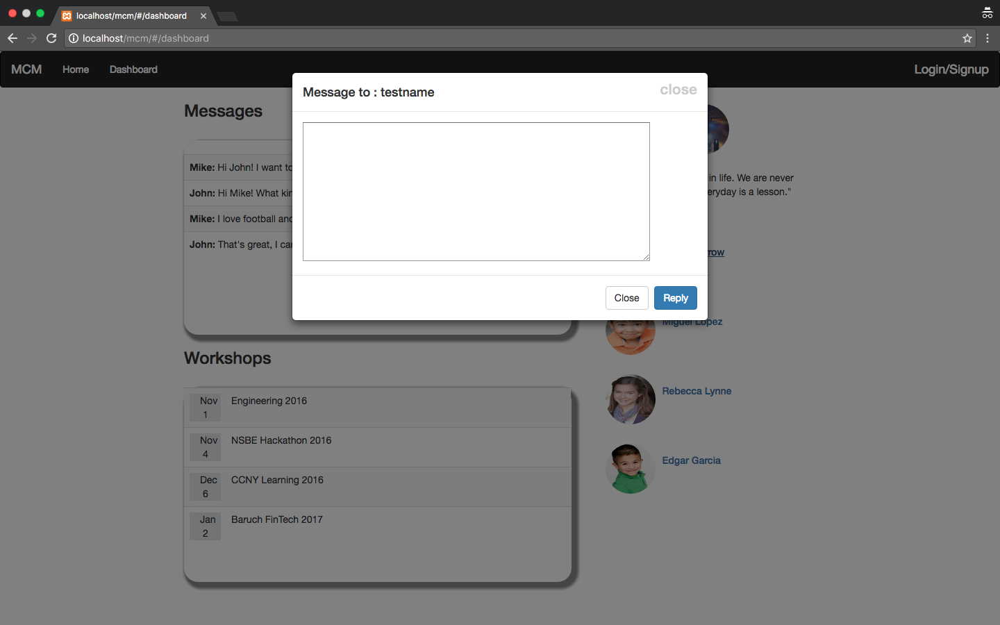 localhost/mcm/#/dashboard
localhost/mcm/#/dashboard
MCM Home Dashboard Login/Signup
Message to : testname close
Messages
Mike: Hi John! I want to
John: Hi Mike! What kin
Mike: I love football and
John: That's great, I can
in life. We are never
eryday is a lesson."
row
Close Reply
Miguel Lopez
Workshops
Nov
1
Engineering 2016
Nov
4
NSBE Hackathon 2016
Dec
6
CCNY Learning 2016
Jan
2
Baruch FinTech 2017
Rebecca Lynne
Edgar Garcia